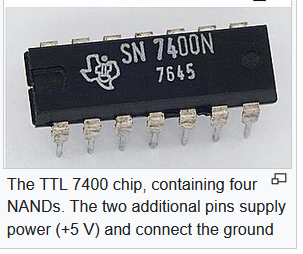 SN 7400N
7645
The TTL 7400 chip, containing four
NANDs. The two additional pins supply
power (+5 V) and connect the ground